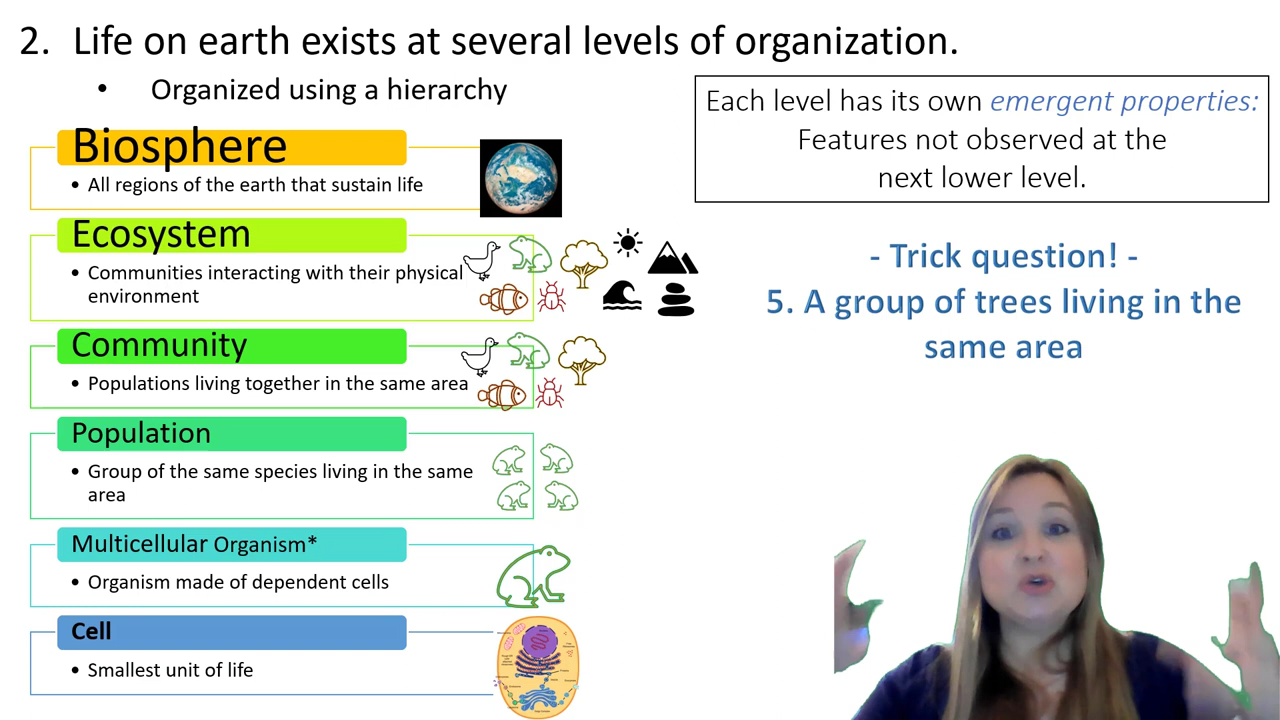 2. Life on earth exists at several levels of organization.
• Organized using a hierarchy
Each level has its own emergent properties:
Features not observed at the
next lower level.
Biosphere
• All regions of the earth that sustain life
Ecosystem
• Communities interacting with their physical
environment
Community
• Populations living together in the same area
Population
• Group of the same species living in the same
area
Multicellular Organism*
• Organism made of dependent cells
Cell
• Smallest unit of life
- Trick question! -
5. A group of trees living in the
same area